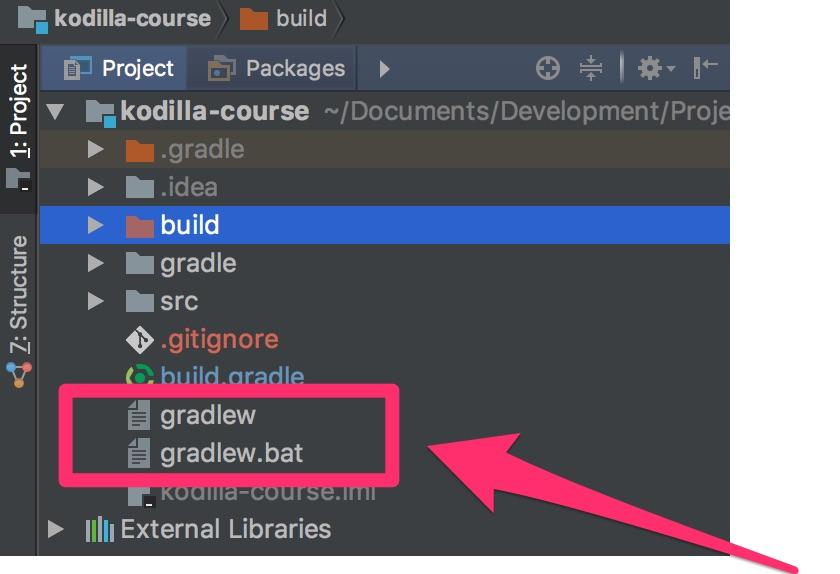 kodilla-course build
Project Packages
1: Project
kodilla-course ~/Documents/Development/Proje
.gradle
.idea
build
gradle
src
7: Structure
.gitignore
build.gradle
gradlew
gradlew.bat
kodilla-course.iml
External Libraries